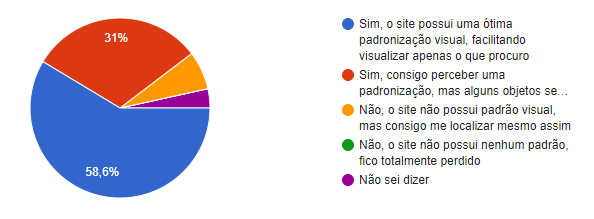 31%
58,6%
Sim, o site possui uma ótima
padronização visual, facilitando
visualizar apenas o que procuro
Sim, consigo perceber uma
padronização, mas alguns objetos se…
Não, o site não possui padrão visual,
mas consigo me localizar mesmo assim
Não, o site não possui nenhum padrão,
fico totalmente perdido
Não sei dizer